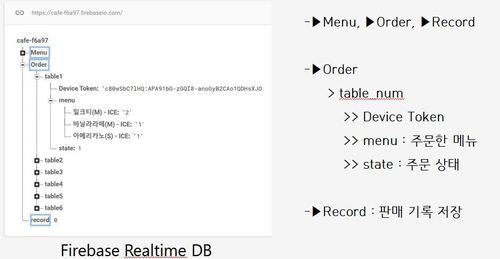 https://cafe-f6a97.firebaseio.com/
cafe-f6a97
Menu
Order
table1
Device Token: 'c80wSbC7lHQ:APA91bG-zGQI8-anoGyB2CAo1QDHsXJO
menu
밀크티(M) - ICE: '2'
바닐라라떼(M) - ICE: '1'
아메리카노(S) - ICE: '1'
state: 1
table2
table3
table4
table5
table6
record: 0
Firebase Realtime DB
-▶Menu, ▶Order, ▶Record
-▶Order
> table_num
>> Device Token
>> menu : 주문한 메뉴
>> state : 주문 상태
-▶Record : 판매 기록 저장